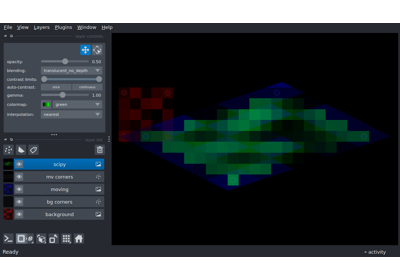 File View Layers Plugins Window Help
opacity: 0.50
blending: translucent_no_depth
contrast limits:
auto-contrast: once continuous
gamma: 1.00
colormap: green
interpolation: nearest
scipy
mv corners
moving
bg corners
background
Ready activity